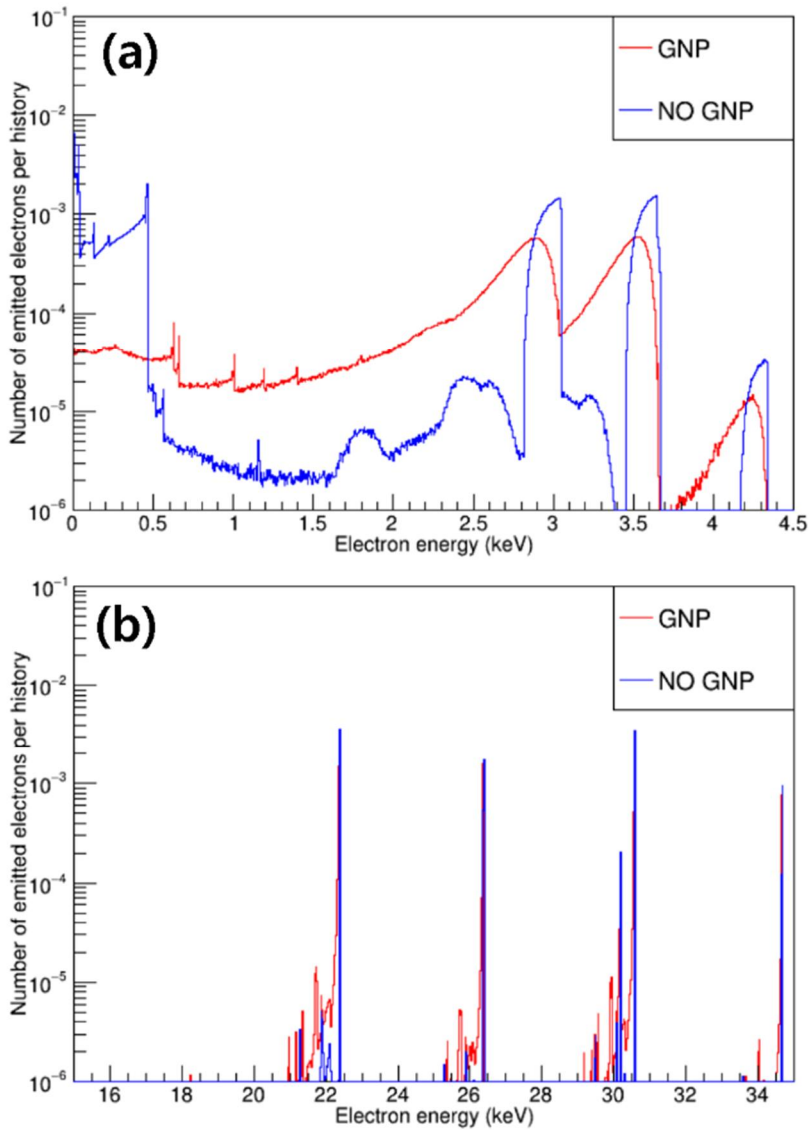 (a)
GNP
NO GNP
Number of emitted electrons per history
10⁻¹
10⁻²
10⁻³
10⁻⁴
10⁻⁵
10⁻⁶
0 0.5 1 1.5 2 2.5 3 3.5 4 4.5
Electron energy (keV)
(b)
GNP
NO GNP
Number of emitted electrons per history
10⁻¹
10⁻²
10⁻³
10⁻⁴
10⁻⁵
10⁻⁶
16 18 20 22 24 26 28 30 32 34
Electron energy (keV)